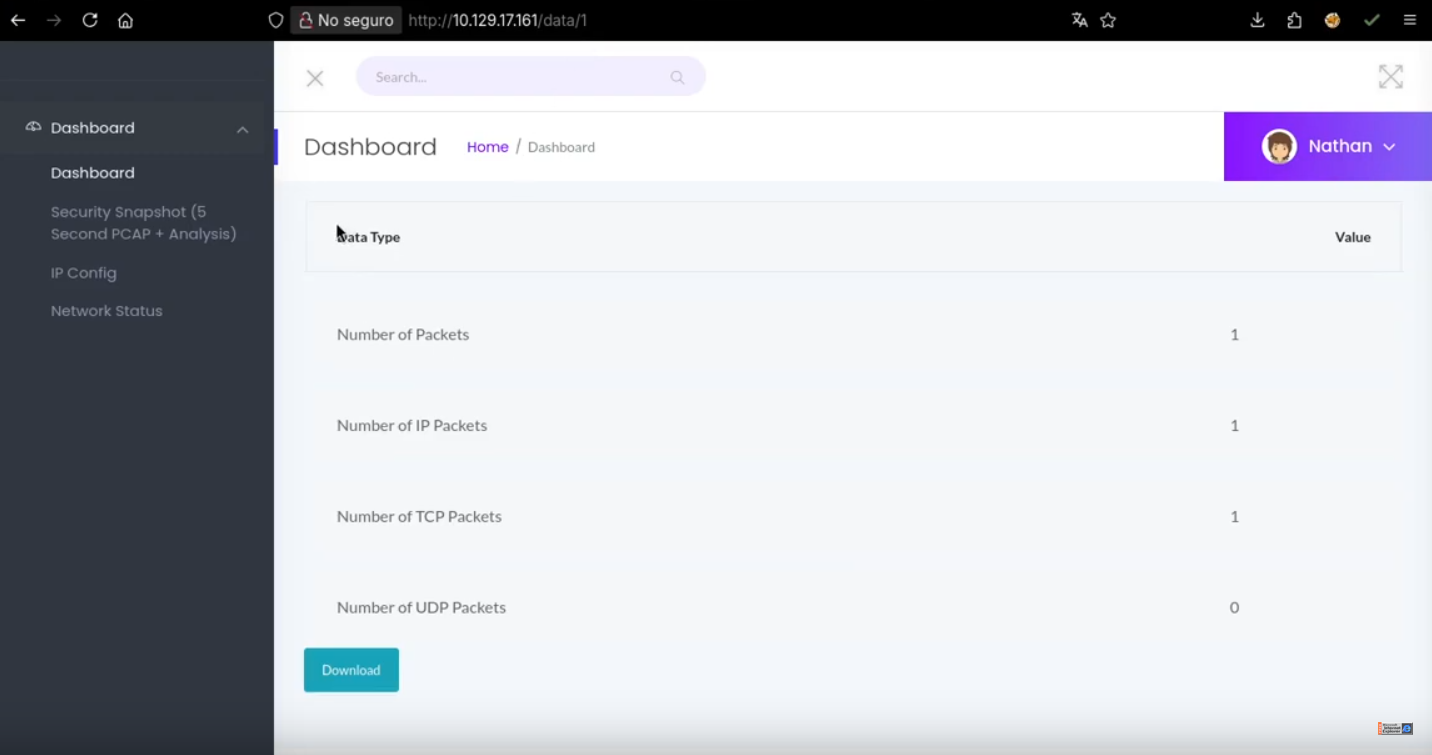 No seguro http://10.129.17.161/data/1
Search...
Dashboard
Dashboard
Security Snapshot (5
Second PCAP + Analysis)
IP Config
Network Status
Dashboard Home / Dashboard
Nathan
Data Type Value
Number of Packets 1
Number of IP Packets 1
Number of TCP Packets 1
Number of UDP Packets 0
Download